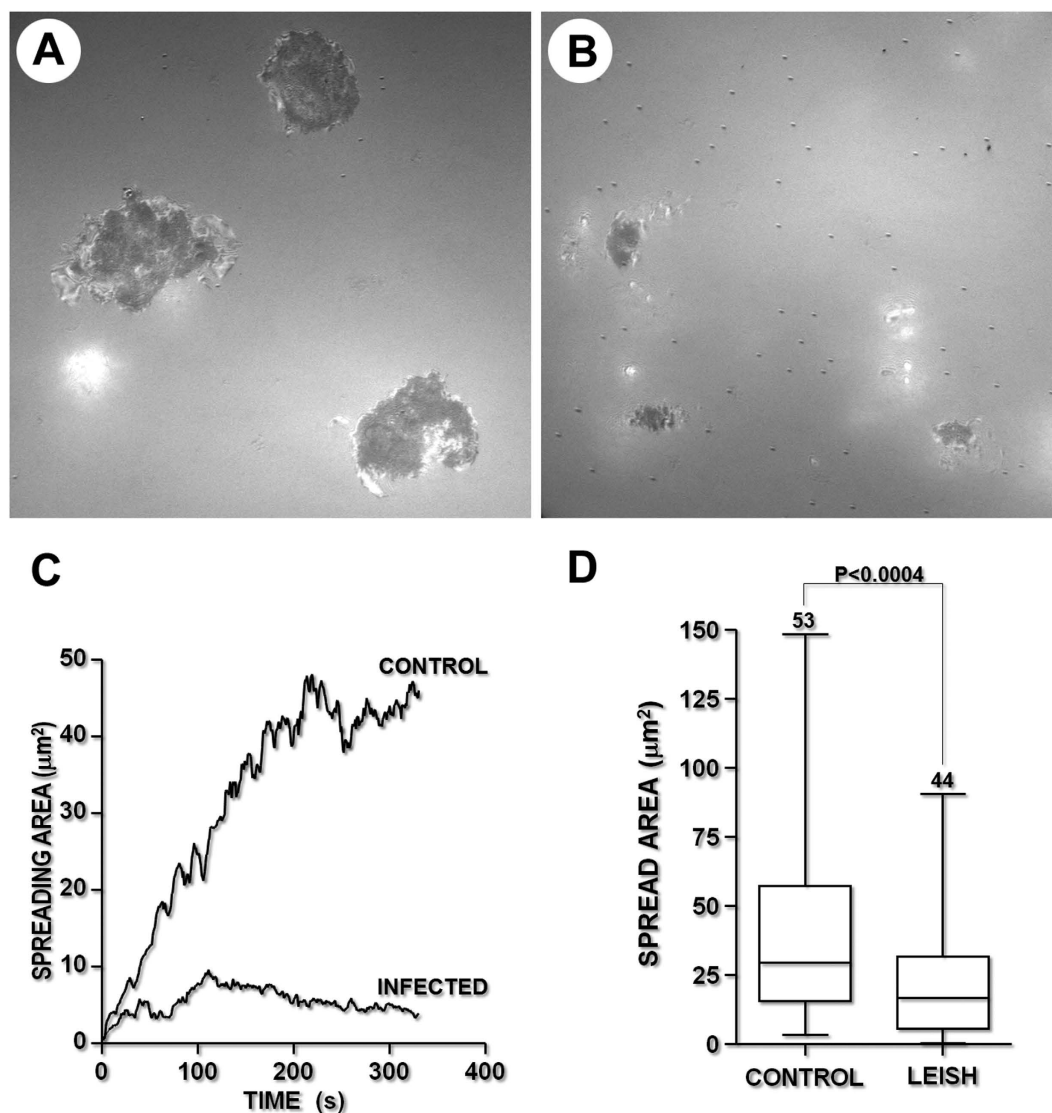 A
B
C
D
P<0.0004
53
44
SPREADING AREA (μm²)
50
40
30
20
10
0
CONTROL
INFECTED
0 100 200 300 400
TIME (s)
SPREAD AREA (μm²)
150
125
100
75
50
25
0
CONTROL LEISH